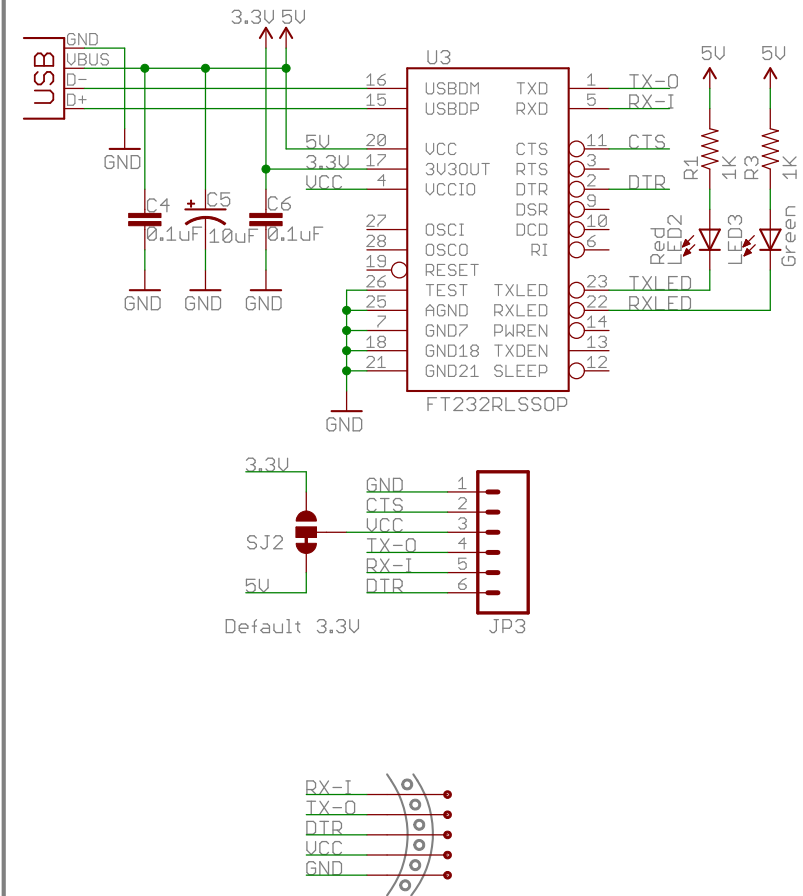 3.3V 5V
USB
GND
VBUS
D-
D+
GND
C4
0.1uF
GND
C5
10uF
GND
C6
0.1uF
GND
U3
16 USBDM TXD 1 TX-O
15 USBDP RXD 5 RX-I
5V 20 VCC CTS 11 CTS
3.3V 17 3V3OUT RTS 3
VCC 4 VCCIO DTR 2 DTR
DSR 9
27 OSCI DCD 10
28 OSCO RI 6
19 RESET
26 TEST TXLED 23 TXLED
25 AGND RXLED 22 RXLED
7 GND7 PWREN 14
18 GND18 TXDEN 13
21 GND21 SLEEP 12
FT232RLSSOP
GND
5V
R1
1K
Red
LED2
5V
R3
1K
LED3
Green
3.3V
SJ2
5V
Default 3.3V
GND 1
CTS 2
VCC 3
TX-O 4
RX-I 5
DTR 6
JP3
RX-I
TX-O
DTR
VCC
GND